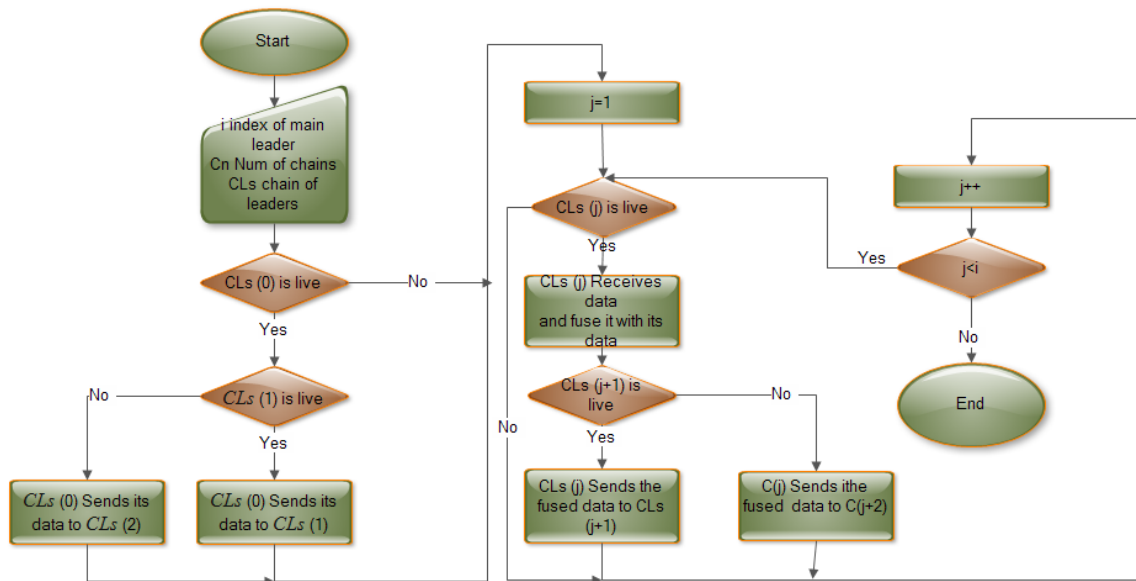 Start
i index of main
leader
Cn Num of chains
CLs chain of
leaders
CLs (0) is live
No
Yes
CLs (1) is live
No
Yes
CLs (0) Sends its
data to CLs (2)
CLs (0) Sends its
data to CLs (1)
j=1
CLs (j) is live
Yes
No
CLs (j) Receives
data
and fuse it with its
data
CLs (j+1) is
live
No
Yes
CLs (j) Sends the
fused data to CLs
(j+1)
C(j) Sends ithe
fused data to C(j+2)
j++
j<i
Yes
No
End